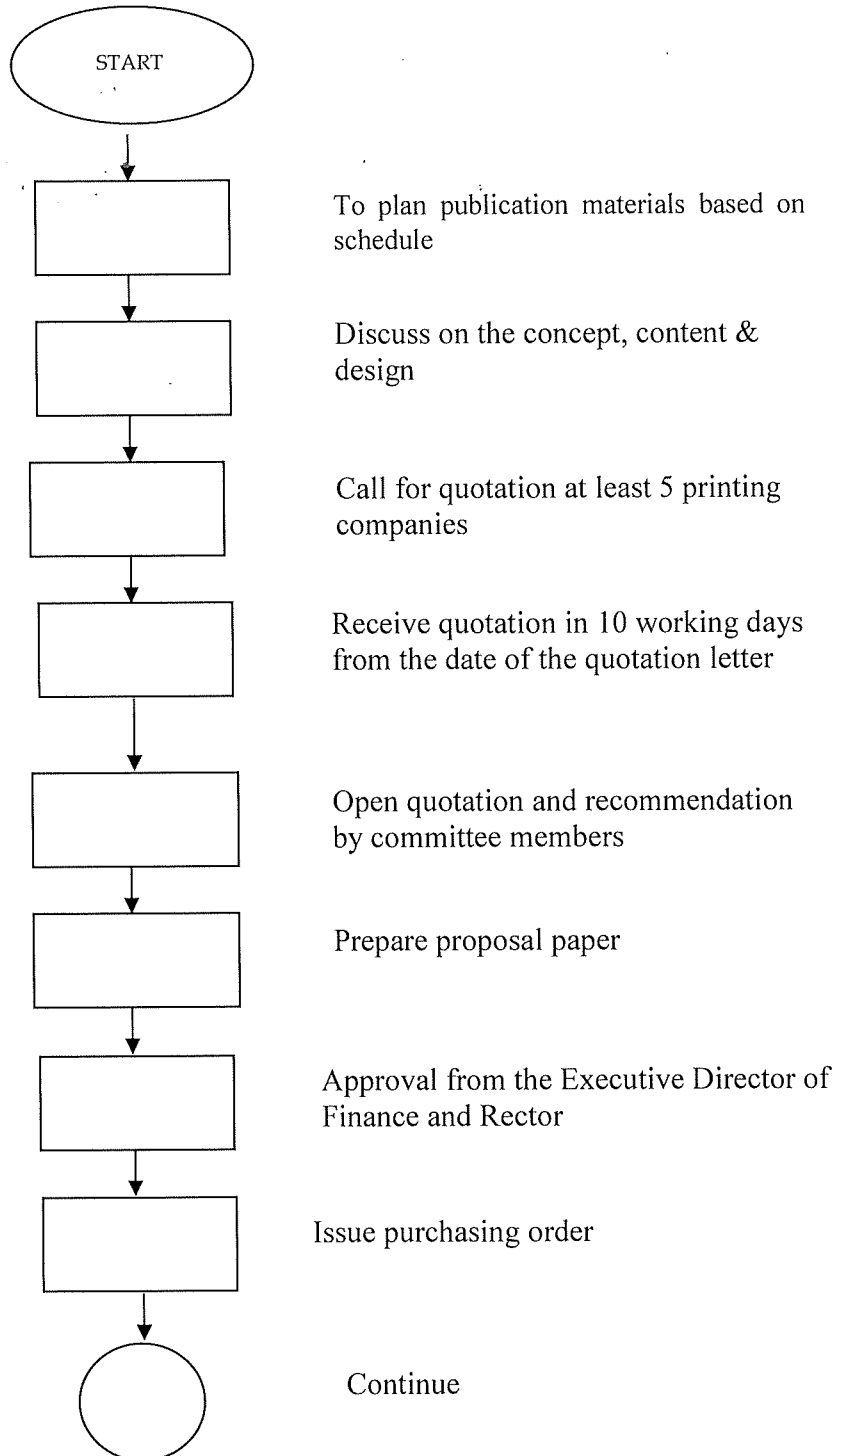 START
To plan publication materials based on
schedule
Discuss on the concept, content &
design
Call for quotation at least 5 printing
companies
Receive quotation in 10 working days
from the date of the quotation letter
Open quotation and recommendation
by committee members
Prepare proposal paper
Approval from the Executive Director of
Finance and Rector
Issue purchasing order
Continue